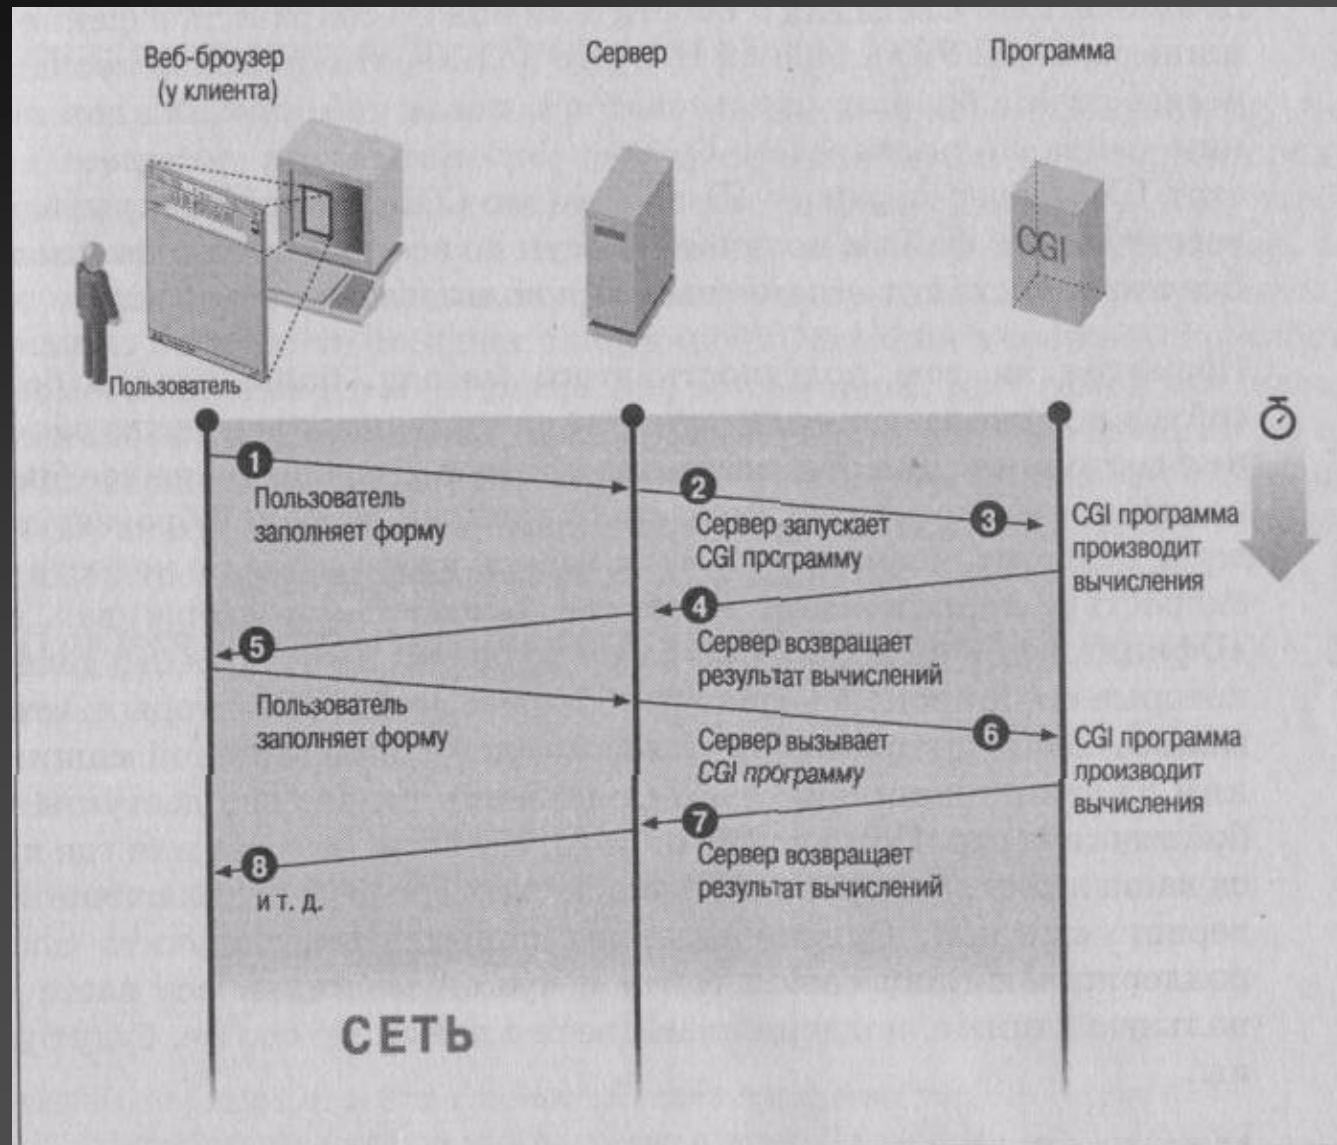 Веб-броузер
(у клиента)
Сервер
Программа
CGI
Пользователь
1
Пользователь
заполняет форму
2
Сервер запускает
CGI программу
3
CGI программа
производит
вычисления
4
Сервер возвращает
результат вычислений
5
Пользователь
заполняет форму
Сервер вызывает
CGI программу
6
CGI программа
производит
вычисления
7
Сервер возвращает
результат вычислений
8
и т. д.
СЕТЬ